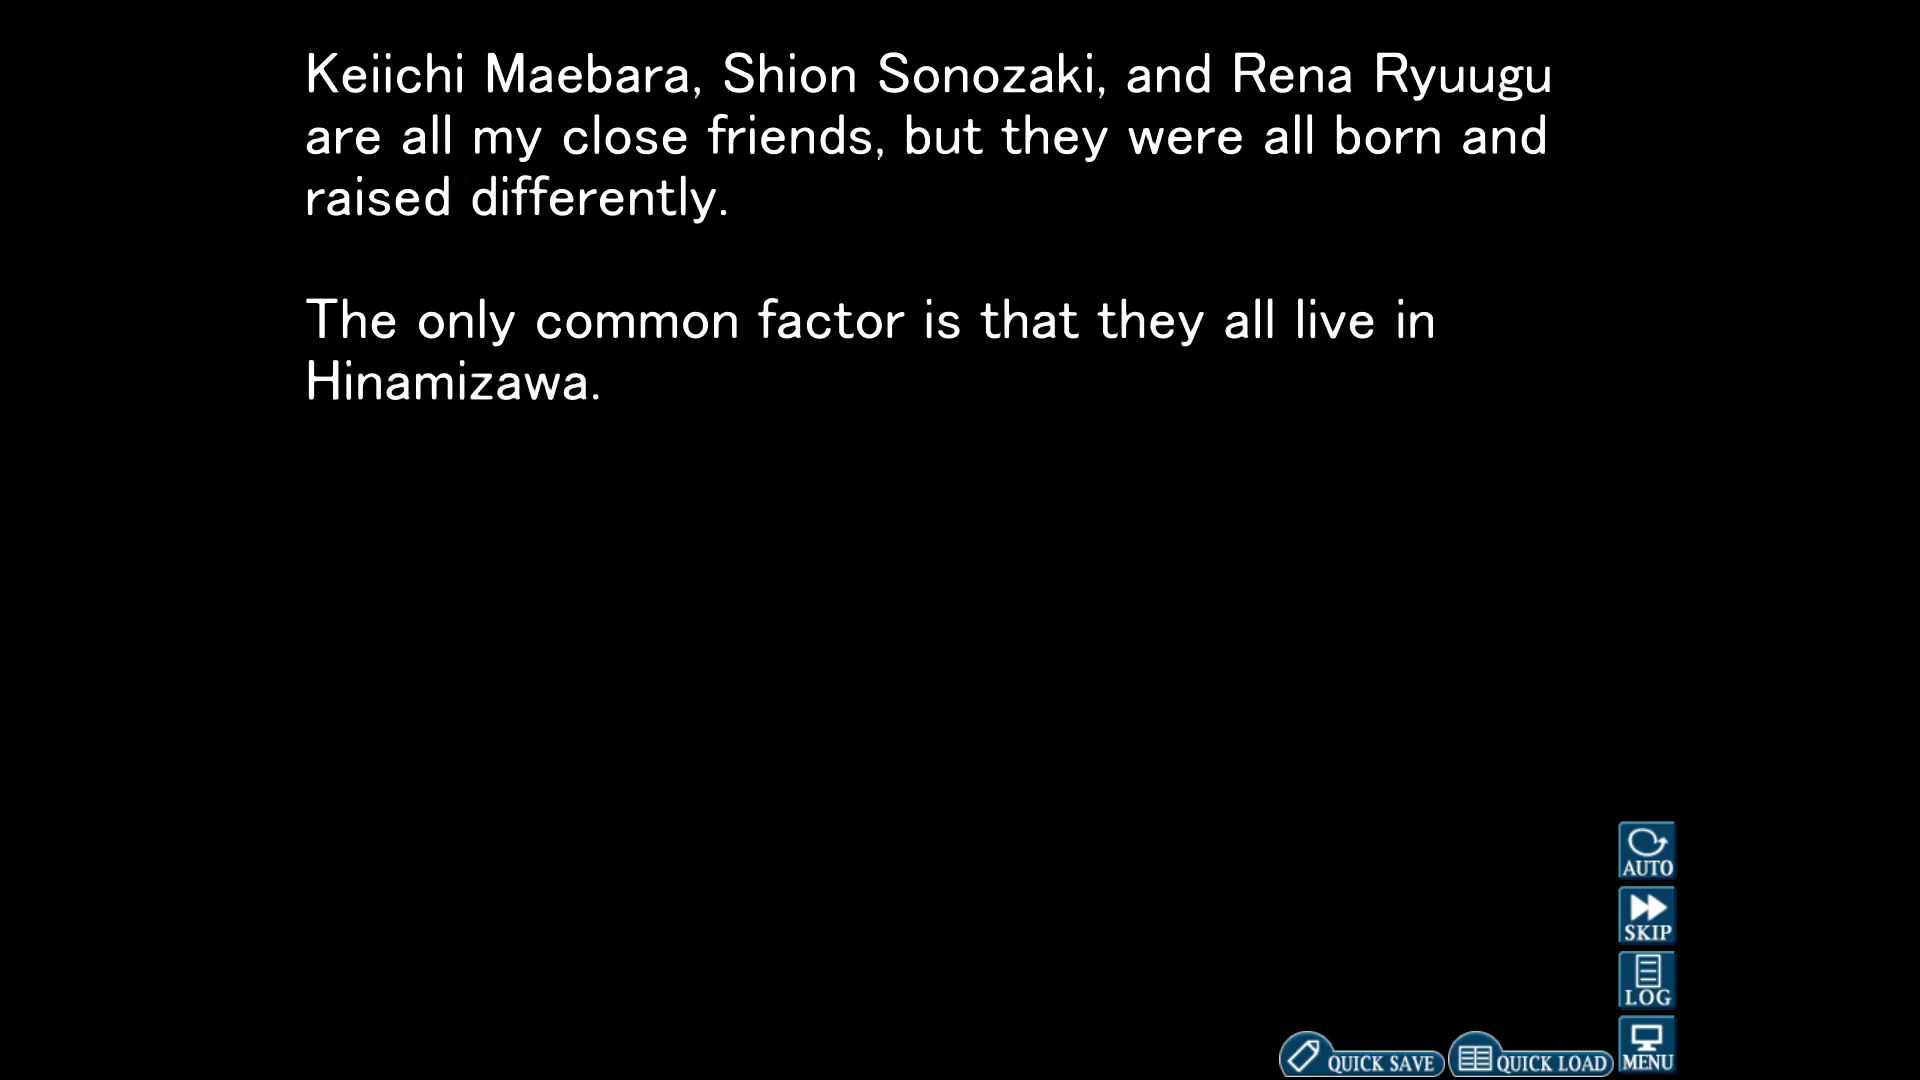 Keiichi Maebara, Shion Sonozaki, and Rena Ryuugu
are all my close friends, but they were all born and
raised differently.
The only common factor is that they all live in
Hinamizawa.
AUTO
SKIP
LOG
MENU
QUICK SAVE
QUICK LOAD